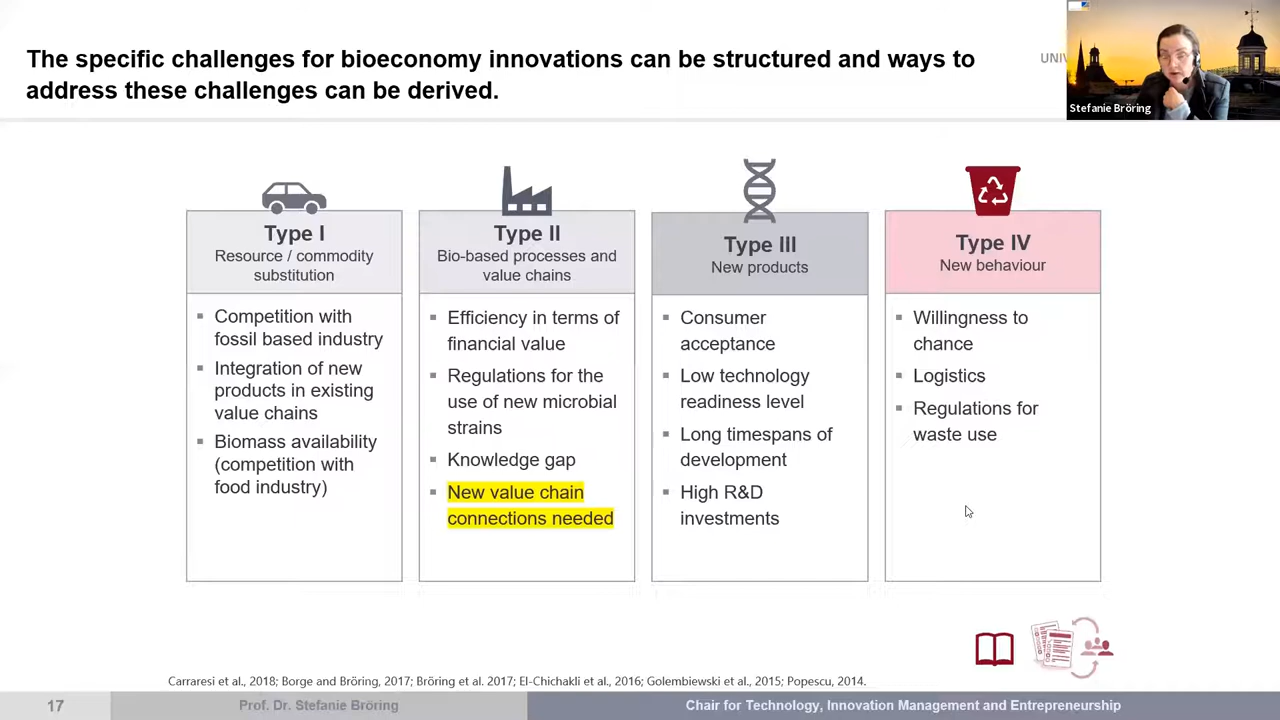 The specific challenges for bioeconomy innovations can be structured and ways to
address these challenges can be derived.
UNI
Stefanie Bröring
Type I
Resource / commodity
substitution
Competition with
fossil based industry
Integration of new
products in existing
value chains
Biomass availability
(competition with
food industry)
Type II
Bio-based processes and
value chains
Efficiency in terms of
financial value
Regulations for the
use of new microbial
strains
Knowledge gap
New value chain
connections needed
Type III
New products
Consumer
acceptance
Low technology
readiness level
Long timespans of
development
High R&D
investments
Type IV
New behaviour
Willingness to
chance
Logistics
Regulations for
waste use
Carraresi et al., 2018; Borge and Bröring, 2017; Bröring et al. 2017; El-Chichakli et al., 2016; Golembiewski et al., 2015; Popescu, 2014.
17
Prof. Dr. Stefanie Bröring
Chair for Technology, Innovation Management and Entrepreneurship